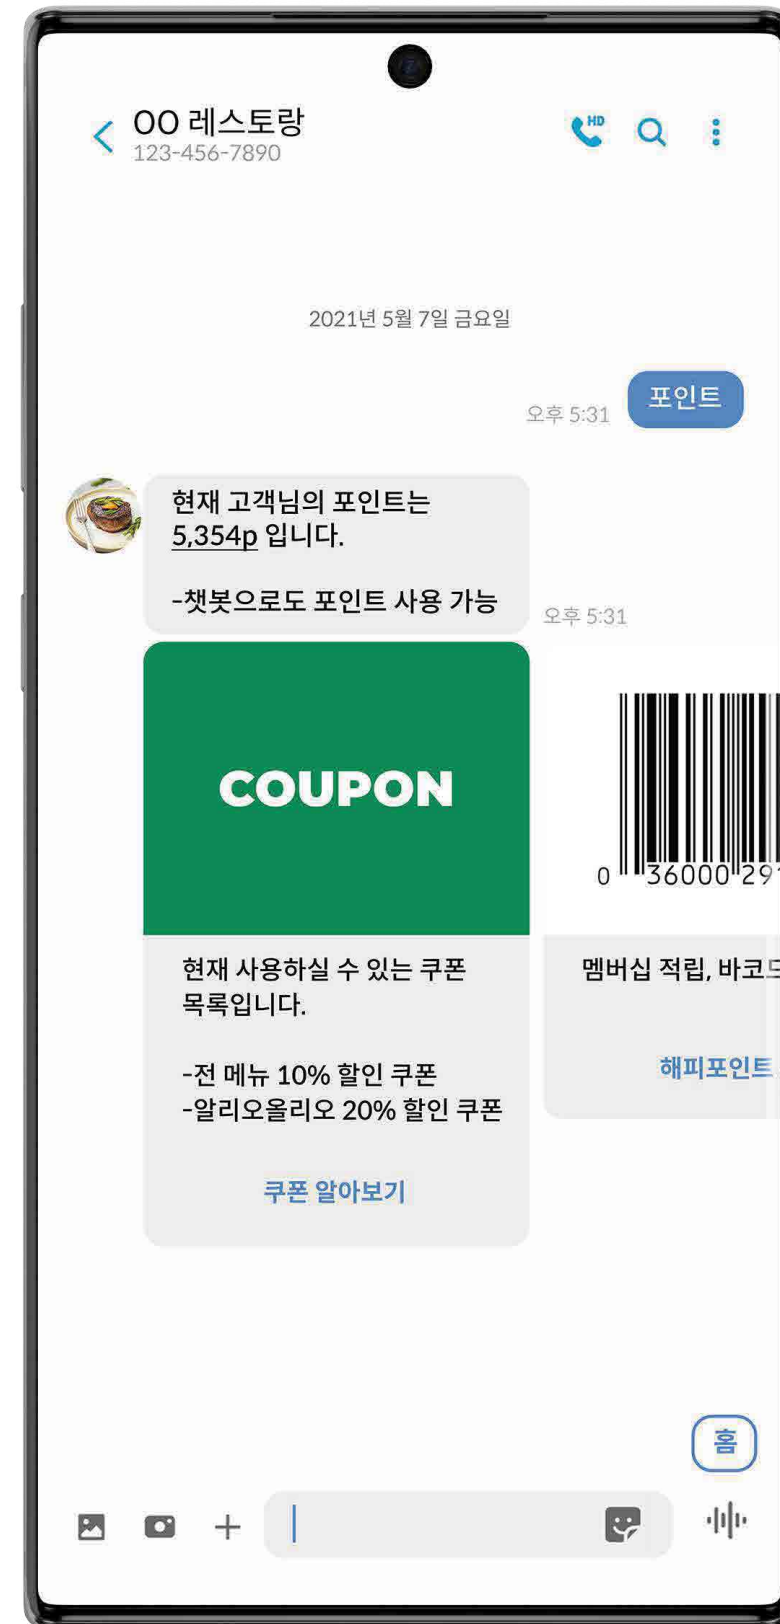 OO 레스토랑
123-456-7890
HD
2021년 5월 7일 금요일
포인트
오후 5:31
현재 고객님의 포인트는
5,354p 입니다.
-챗봇으로도 포인트 사용 가능
오후 5:31
COUPON
현재 사용하실 수 있는 쿠폰
목록입니다.
-전 메뉴 10% 할인 쿠폰
-알리오올리오 20% 할인 쿠폰
쿠폰 알아보기
0 36000 29
멤버십 적립, 바코드
해피포인트
홈